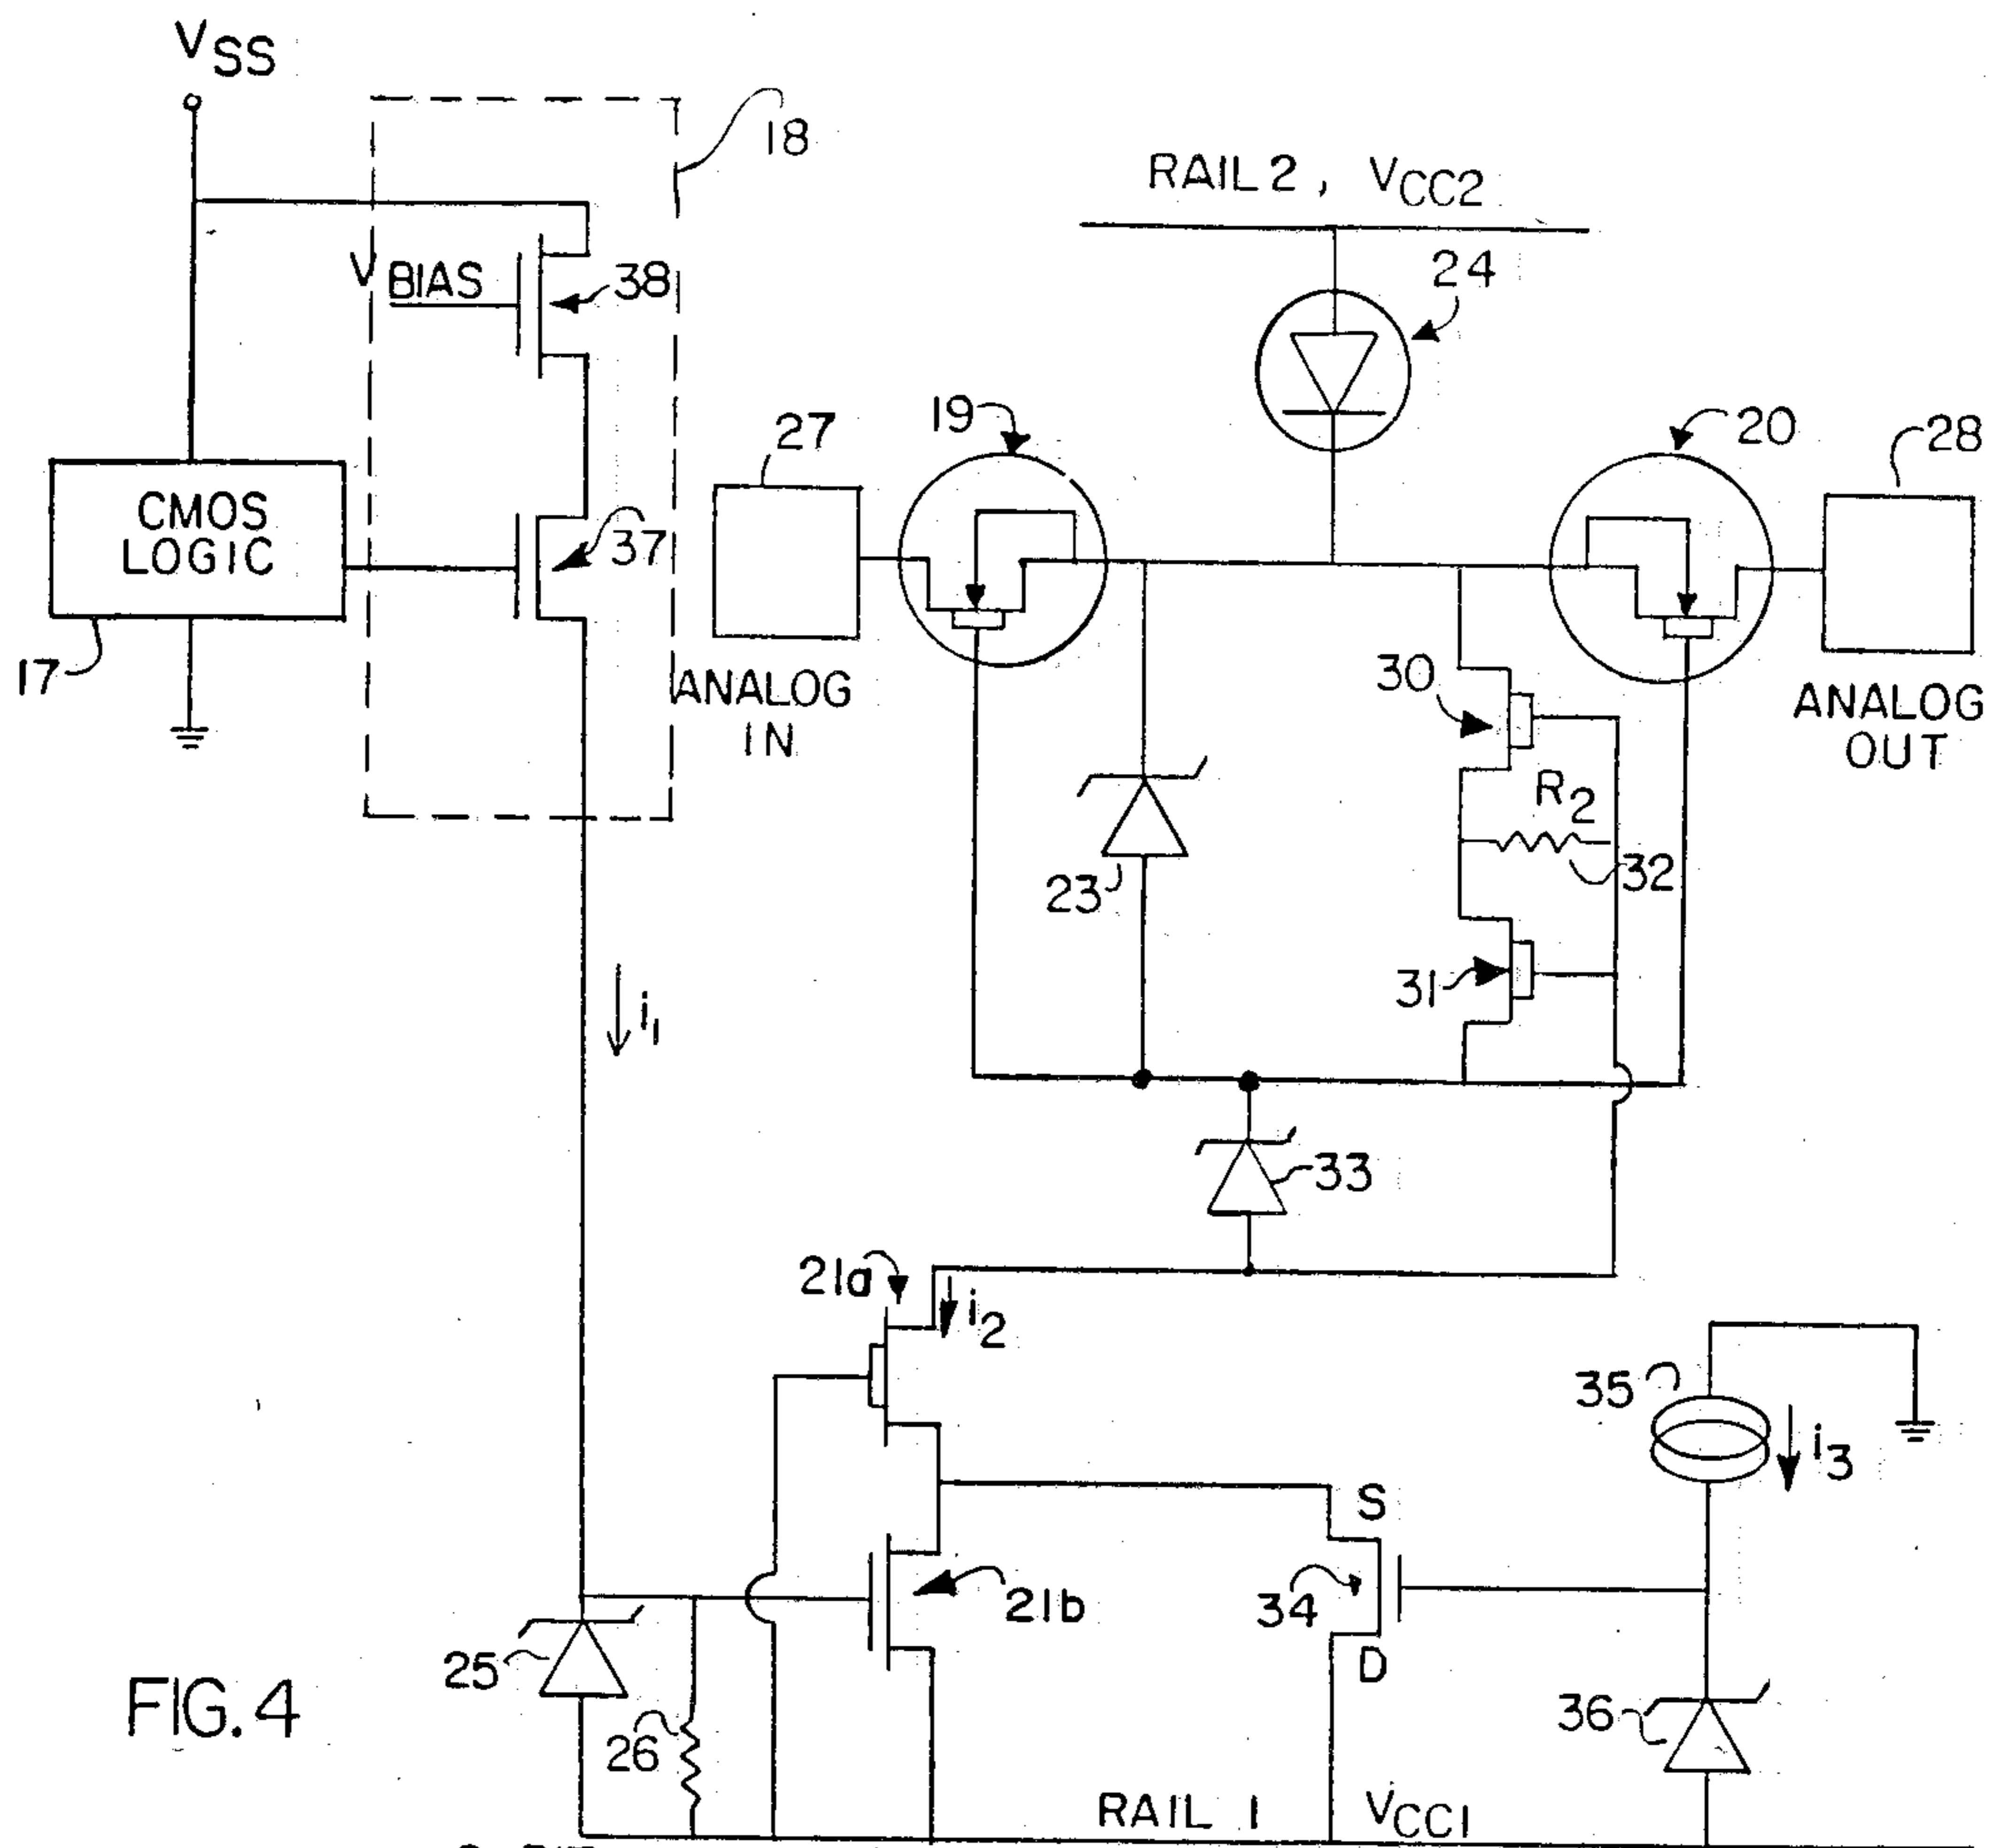 VSS
18
RAIL 2, VCC2
VBIAS
38
24
27
19
20
28
CMOS
LOGIC
37
17
ANALOG
IN
30
ANALOG
OUT
R2
23
32
31
i1
33
21a
i2
35
i3
S
21b
34
25
D
FIG. 4
26
36
RAIL 1 VCC1